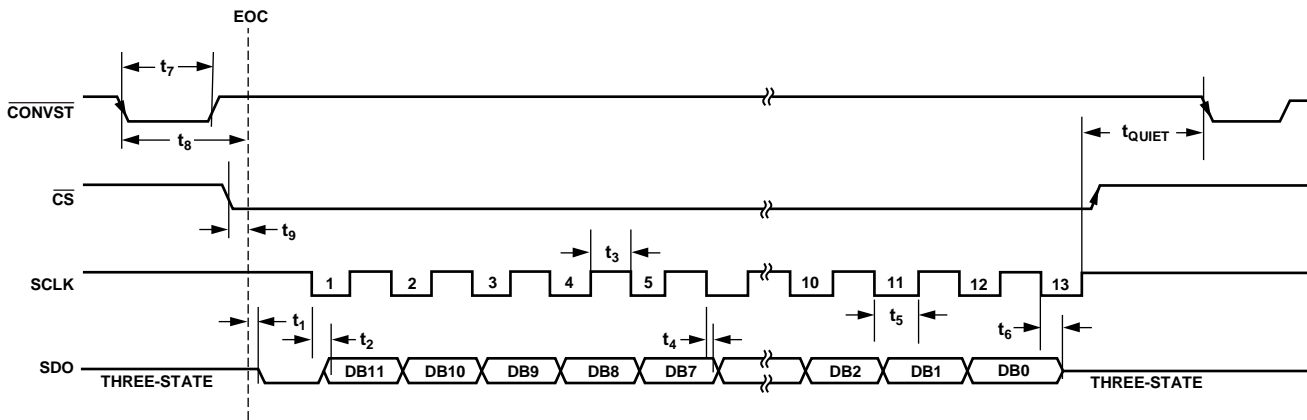 EOC
t7
CONVST
t8
tQUIET
CS
t9
t3
SCLK
1 2 3 4 5 10 11 12 13
t1
t2
t4
t5
t6
SDO
THREE-STATE
DB11 DB10 DB9 DB8 DB7 DB2 DB1 DB0
THREE-STATE